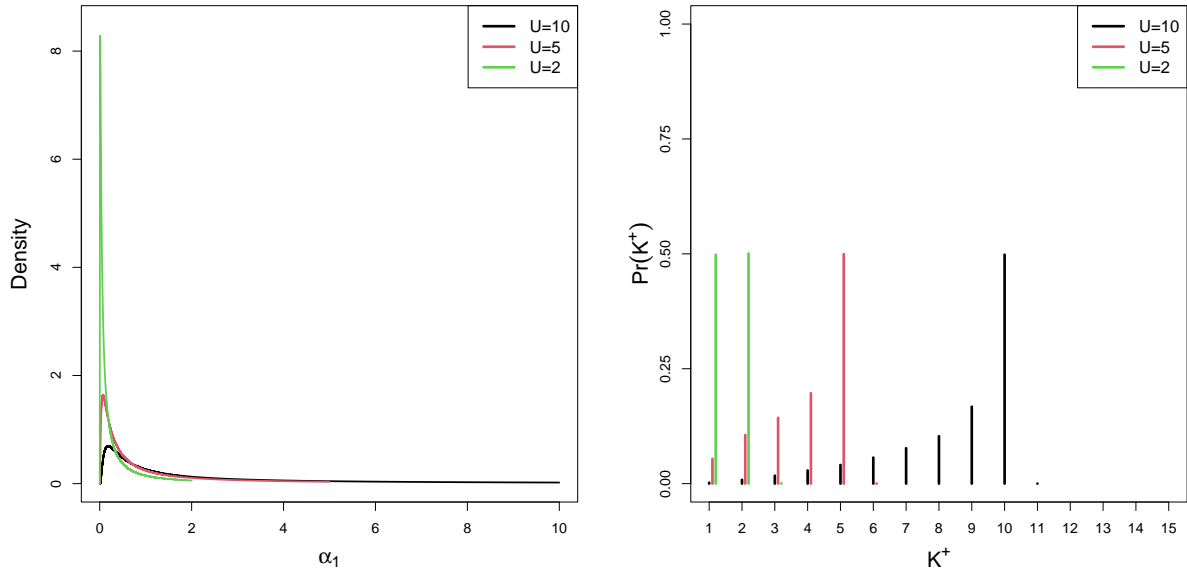 Density
8
6
4
2
0
0 2 4 6 8 10
α₁
U=10
U=5
U=2
Pr(K⁺)
1.00
0.75
0.50
0.25
0.00
1 2 3 4 5 6 7 8 9 10 11 12 13 14 15
K⁺
U=10
U=5
U=2